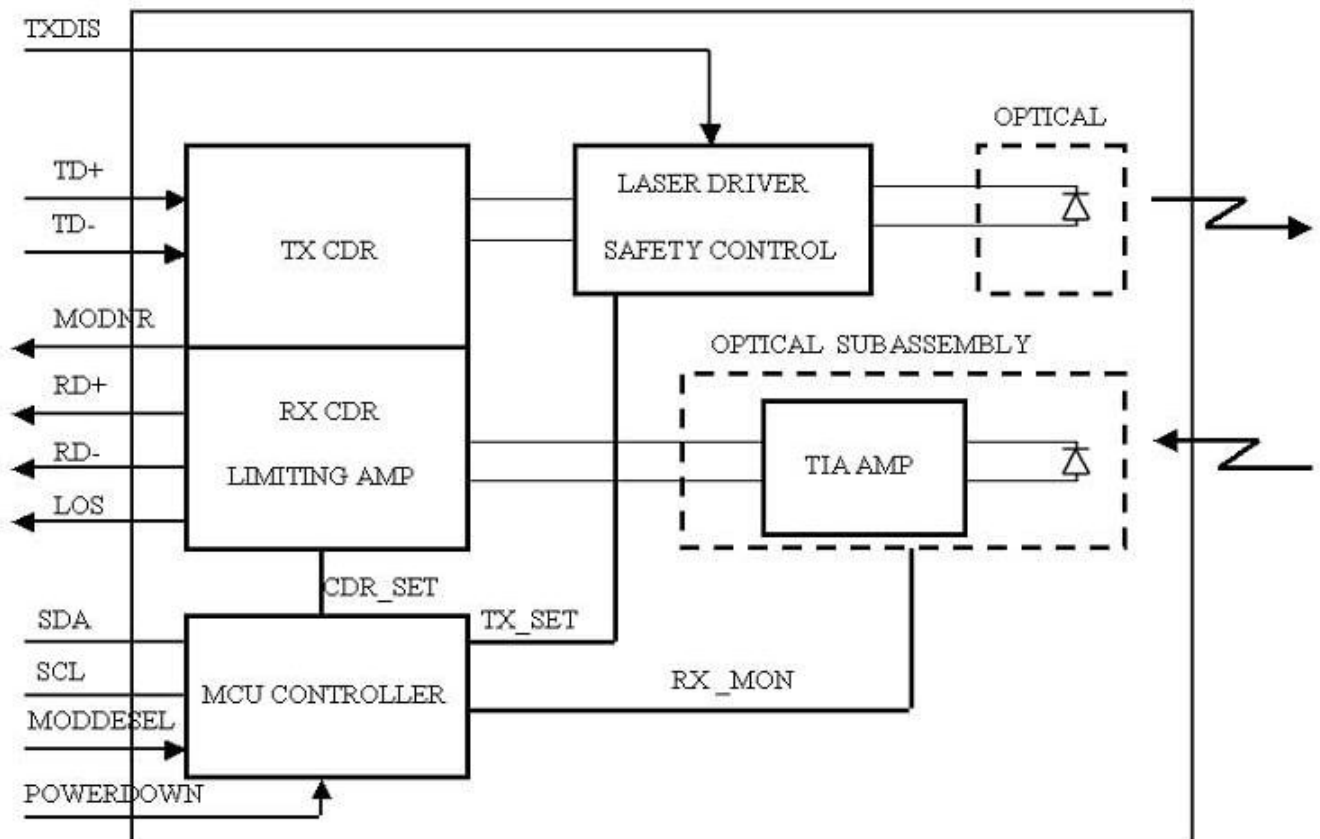 TXDIS
OPTICAL
TD+
LASER DRIVER
TD-
TX CDR
SAFETY CONTROL
MODNR
OPTICAL SUBASSEMBLY
RD+
RX CDR
RD-
LIMITING AMP
TIA AMP
LOS
CDR_SET
SDA
TX_SET
SCL
MCU CONTROLLER
RX_MON
MODDESEL
POWERDOWN